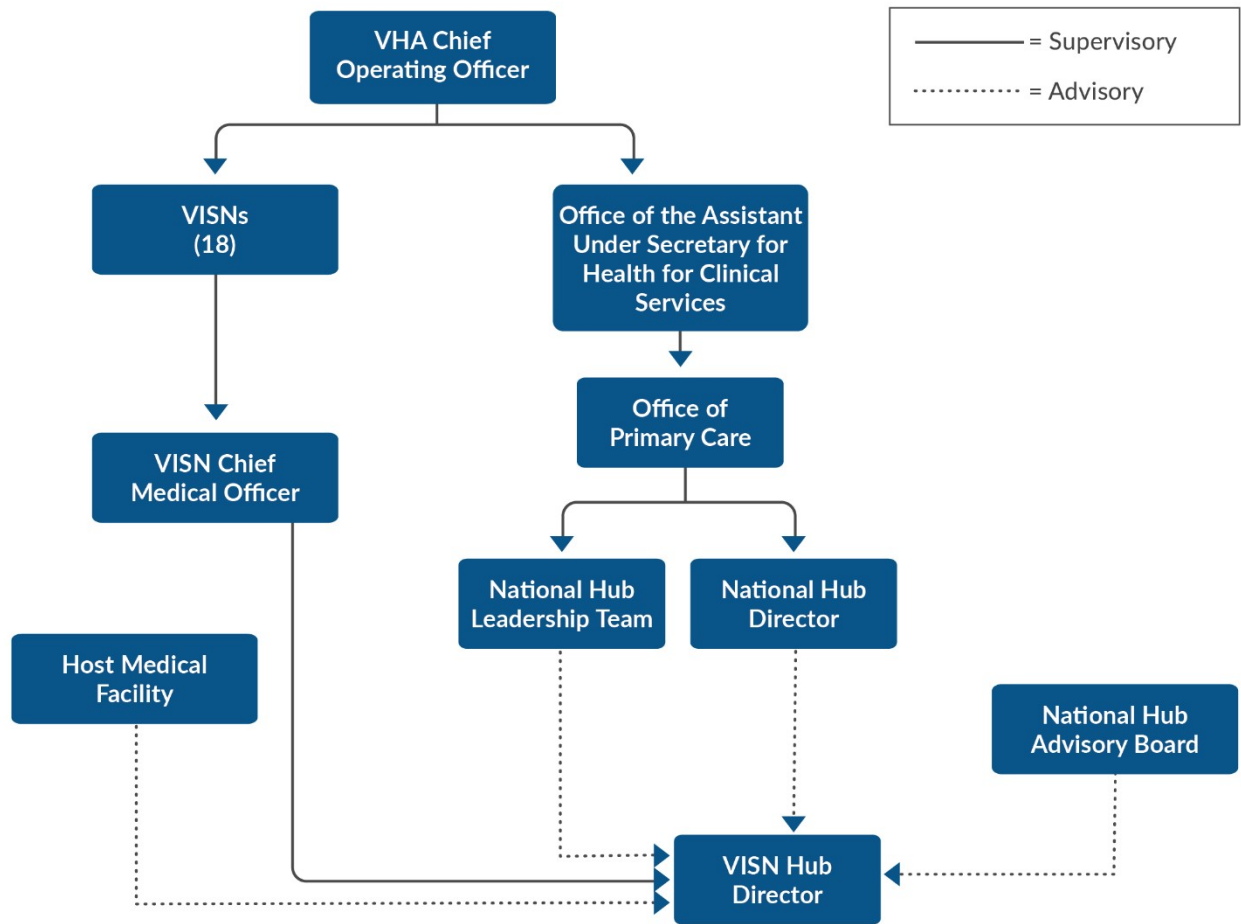 VHA Chief
Operating Officer
= Supervisory
= Advisory
VISNs
(18)
Office of the Assistant
Under Secretary for
Health for Clinical
Services
Office of
Primary Care
VISN Chief
Medical Officer
National Hub
Leadership Team
National Hub
Director
Host Medical
Facility
National Hub
Advisory Board
VISN Hub
Director